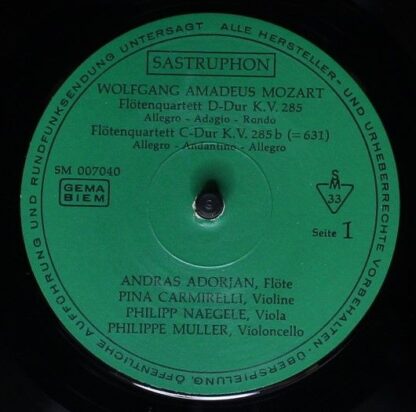 ALLE HERSTELLER- UND URHEBERRECHTE VORBEHALTEN · ÜBERSPIELUNG, ÖFFENTLICHE AUFFÜHRUNG UND RUNDFUNKSENDUNG UNTERSAGT ·
SASTRUPHON
WOLFGANG AMADEUS MOZART
Flötenquartett D-Dur K.V. 285
Allegro - Adagio - Rondo
Flötenquartett C-Dur K.V. 285 b (=631)
Allegro - Andantino - Allegro
SM 007040
GEMA
BIEM
SM
33
Seite I
ANDRAS ADORJAN, Flöte
PINA CARMIRELLI, Violine
PHILIPP NAEGELE, Viola
PHILIPPE MULLER, Violoncello